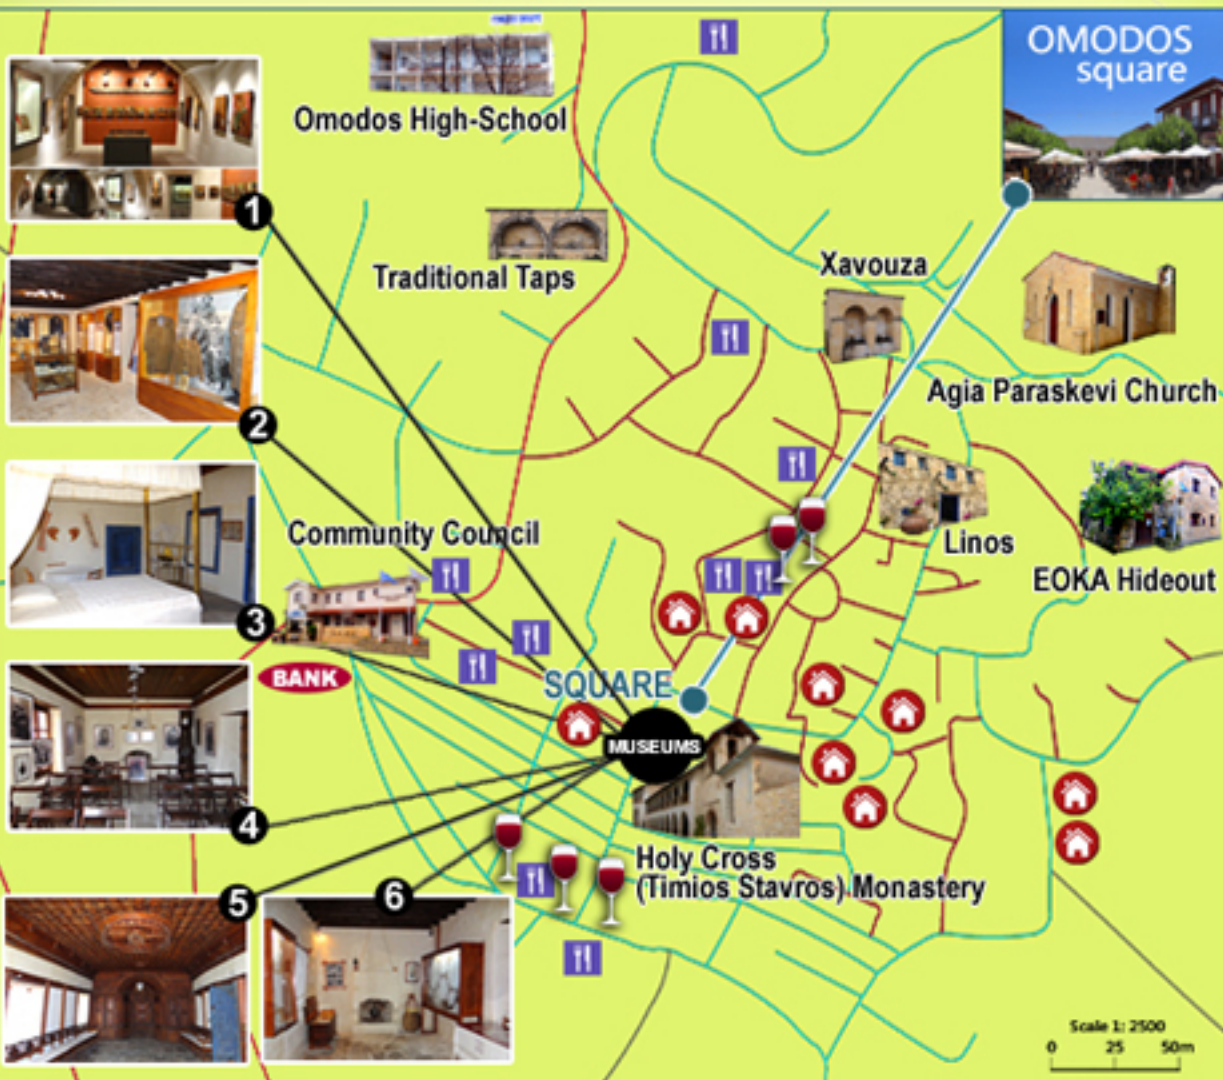 OMODOS
square
Omodos High-School
1
Traditional Taps
Xavouza
Agia Paraskevi Church
2
Community Council
Linos
EOKA Hideout
3
BANK
SQUARE
MUSEUMS
4
Holy Cross
(Timios Stavros) Monastery
5
6
Scale 1: 2500
0 25 50m